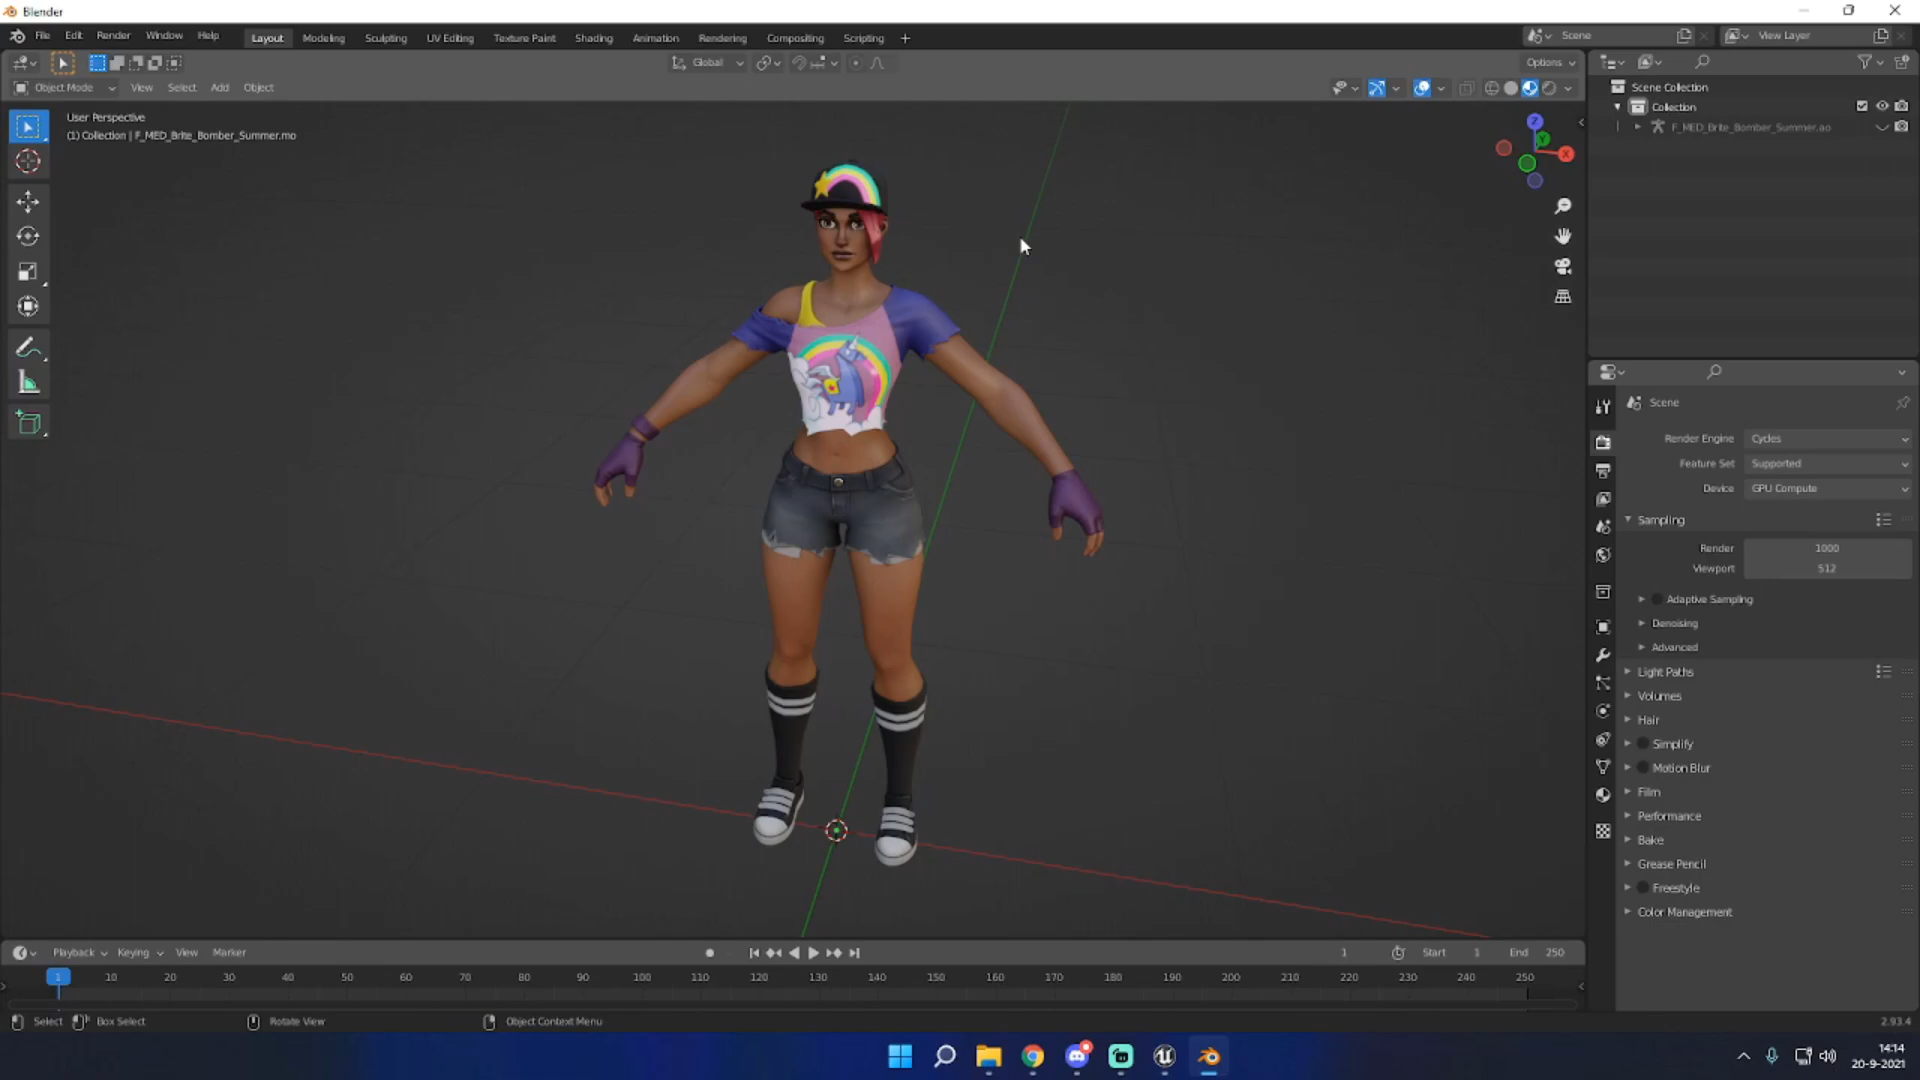 Blender
File Edit Render Window Help Layout Modeling Sculpting UV Editing Texture Paint Shading Animation Rendering Compositing Scripting + Scene View Layer
Global Options
Object Mode View Select Add Object
User Perspective
(1) Collection | F_MED_Brite_Bomber_Summer.mo
Z
Y
X
Scene Collection
Collection
F_MED_Brite_Bomber_Summer.ao
Scene
Render Engine Cycles
Feature Set Supported
Device GPU Compute
Sampling
Render 1000
Viewport 512
Adaptive Sampling
Denoising
Advanced
Light Paths
Volumes
Hair
Simplify
Motion Blur
Film
Performance
Bake
Grease Pencil
Freestyle
Color Management
Playback Keying View Marker 1 Start 1 End 250
1 10 20 30 40 50 60 70 80 90 100 110 120 130 140 150 160 170 180 190 200 210 220 230 240 250
Select Box Select Rotate View Object Context Menu 2.93.4
14:14
20-9-2021